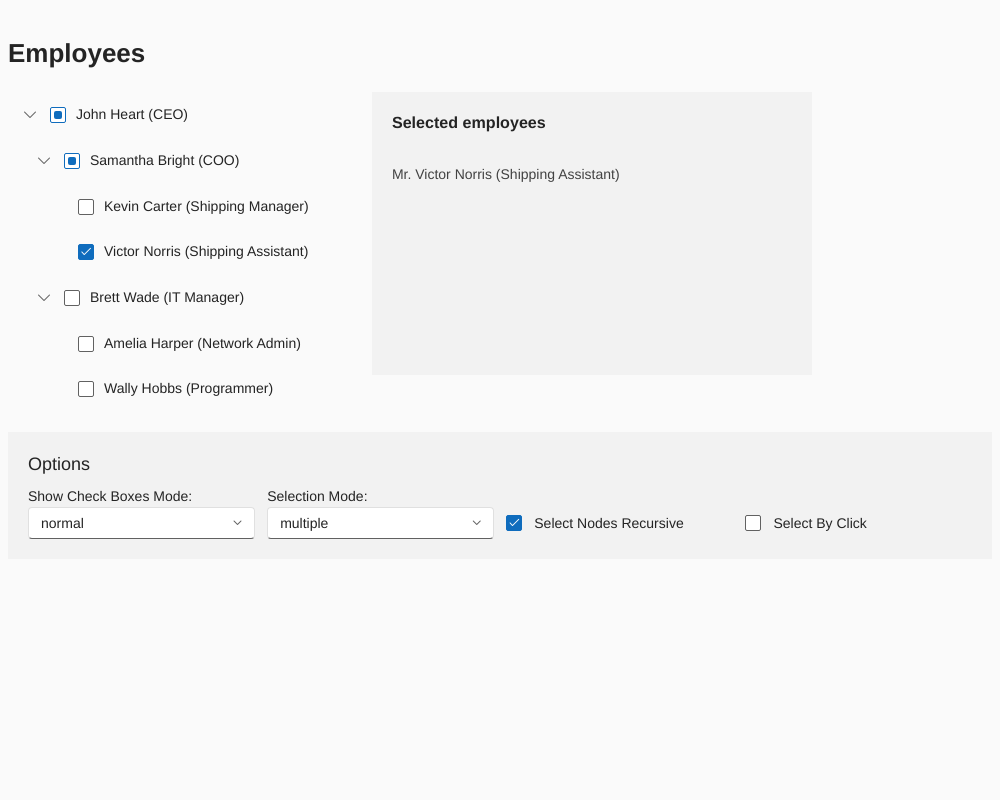 Employees
John Heart (CEO)
Samantha Bright (COO)
Kevin Carter (Shipping Manager)
Victor Norris (Shipping Assistant)
Brett Wade (IT Manager)
Amelia Harper (Network Admin)
Wally Hobbs (Programmer)
Selected employees
Mr. Victor Norris (Shipping Assistant)
Options
Show Check Boxes Mode:
normal
Selection Mode:
multiple
Select Nodes Recursive
Select By Click